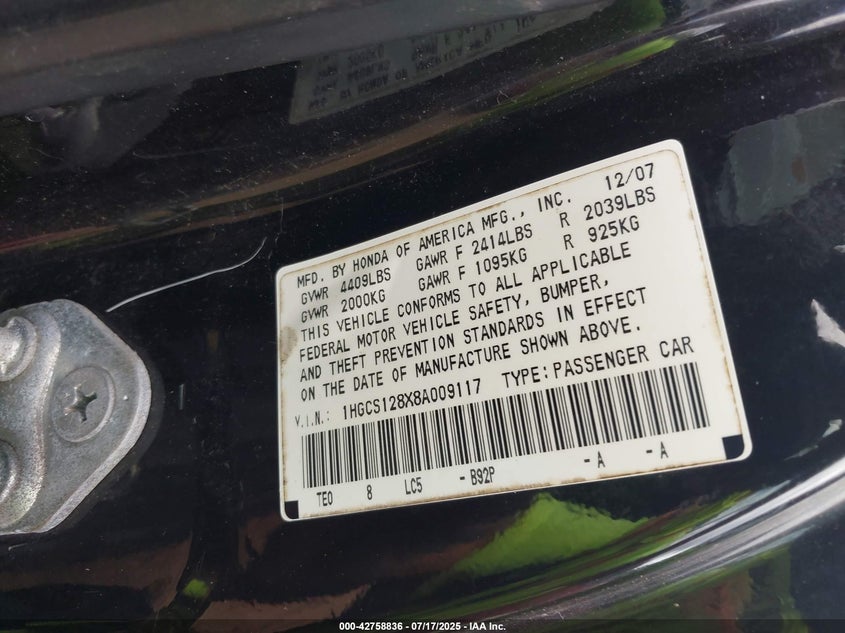 MFD. BY HONDA OF AMERICA MFG., INC. 12/07
GVWR 4409LBS GAWR F 2414LBS R 2039LBS
GVWR 2000KG GAWR F 1095KG R 925KG
THIS VEHICLE CONFORMS TO ALL APPLICABLE
FEDERAL MOTOR VEHICLE SAFETY, BUMPER,
AND THEFT PREVENTION STANDARDS IN EFFECT
ON THE DATE OF MANUFACTURE SHOWN ABOVE.
V.I.N.: 1HGCS128X8A009117 TYPE: PASSENGER CAR
TE0 8 LC5 -B92P -A -A
000-42758836 - 07/17/2025 - IAA Inc.